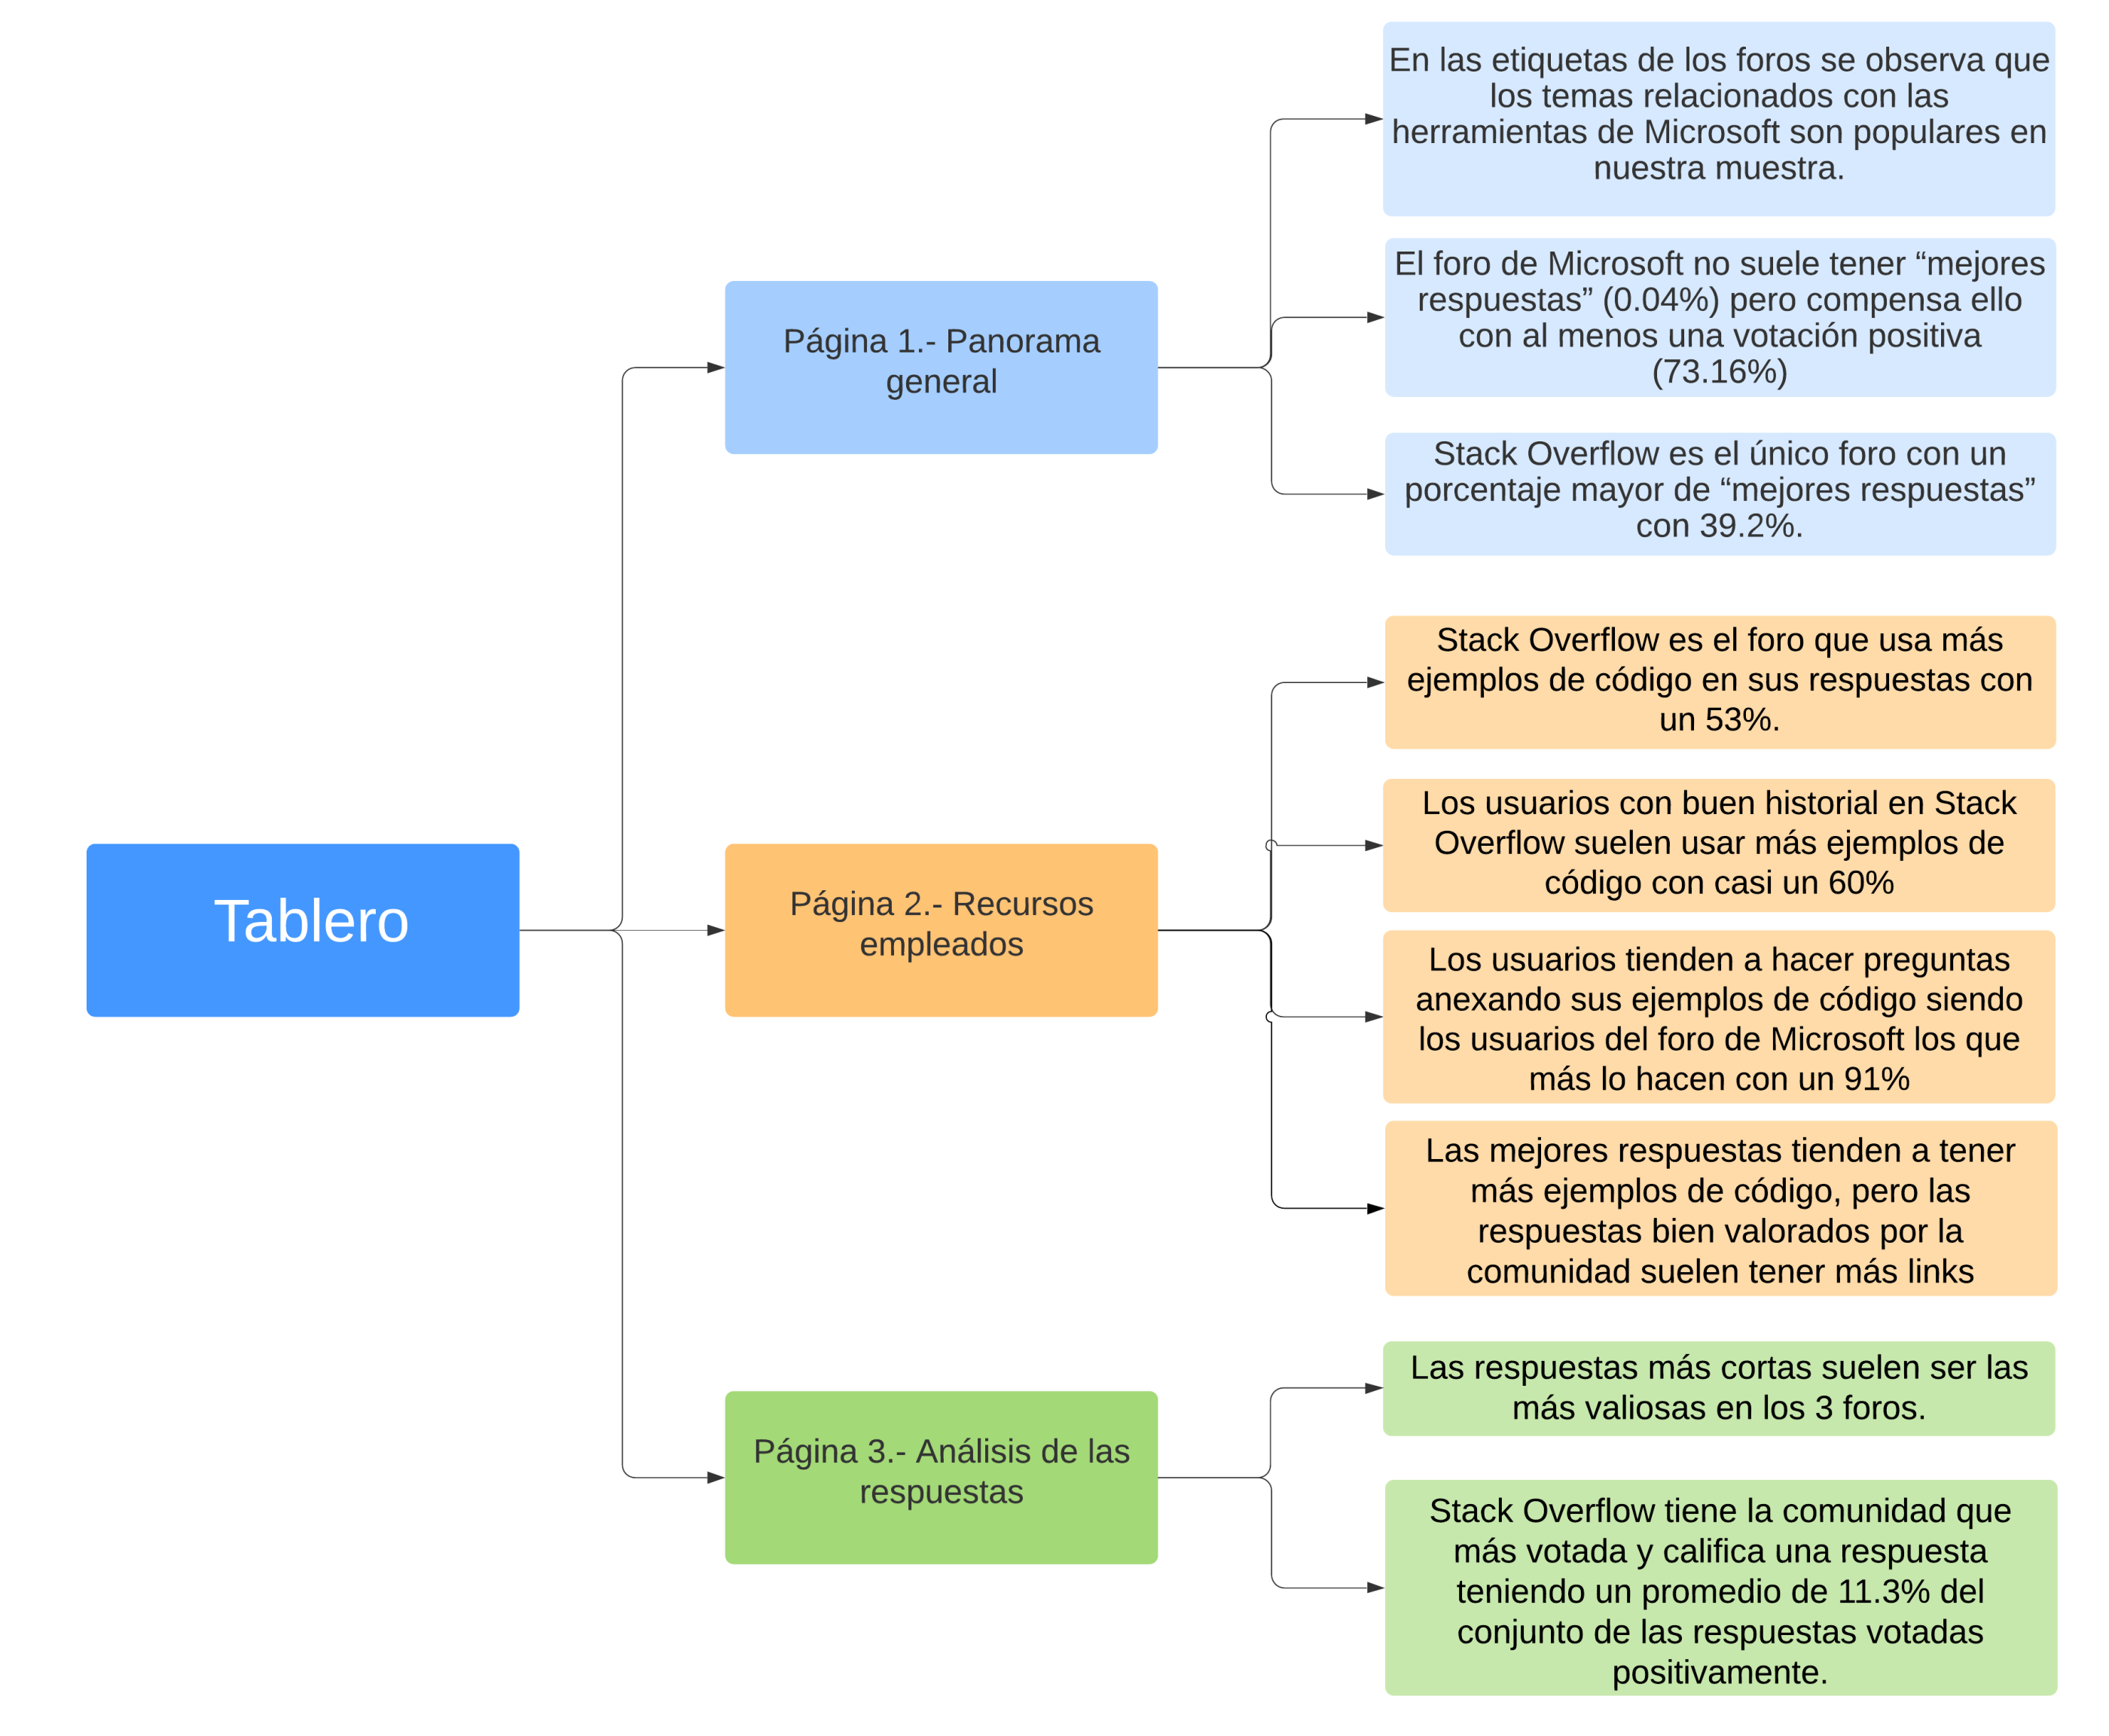 Tablero
Página 1.- Panorama
general
En las etiquetas de los foros se observa que
los temas relacionados con las
herramientas de Microsoft son populares en
nuestra muestra.
El foro de Microsoft no suele tener “mejores
respuestas” (0.04%) pero compensa ello
con al menos una votación positiva
(73.16%)
Stack Overflow es el único foro con un
porcentaje mayor de “mejores respuestas”
con 39.2%.
Página 2.- Recursos
empleados
Stack Overflow es el foro que usa más
ejemplos de código en sus respuestas con
un 53%.
Los usuarios con buen historial en Stack
Overflow suelen usar más ejemplos de
código con casi un 60%
Los usuarios tienden a hacer preguntas
anexando sus ejemplos de código siendo
los usuarios del foro de Microsoft los que
más lo hacen con un 91%
Las mejores respuestas tienden a tener
más ejemplos de código, pero las
respuestas bien valorados por la
comunidad suelen tener más links
Página 3.- Análisis de las
respuestas
Las respuestas más cortas suelen ser las
más valiosas en los 3 foros.
Stack Overflow tiene la comunidad que
más votada y califica una respuesta
teniendo un promedio de 11.3% del
conjunto de las respuestas votadas
positivamente.